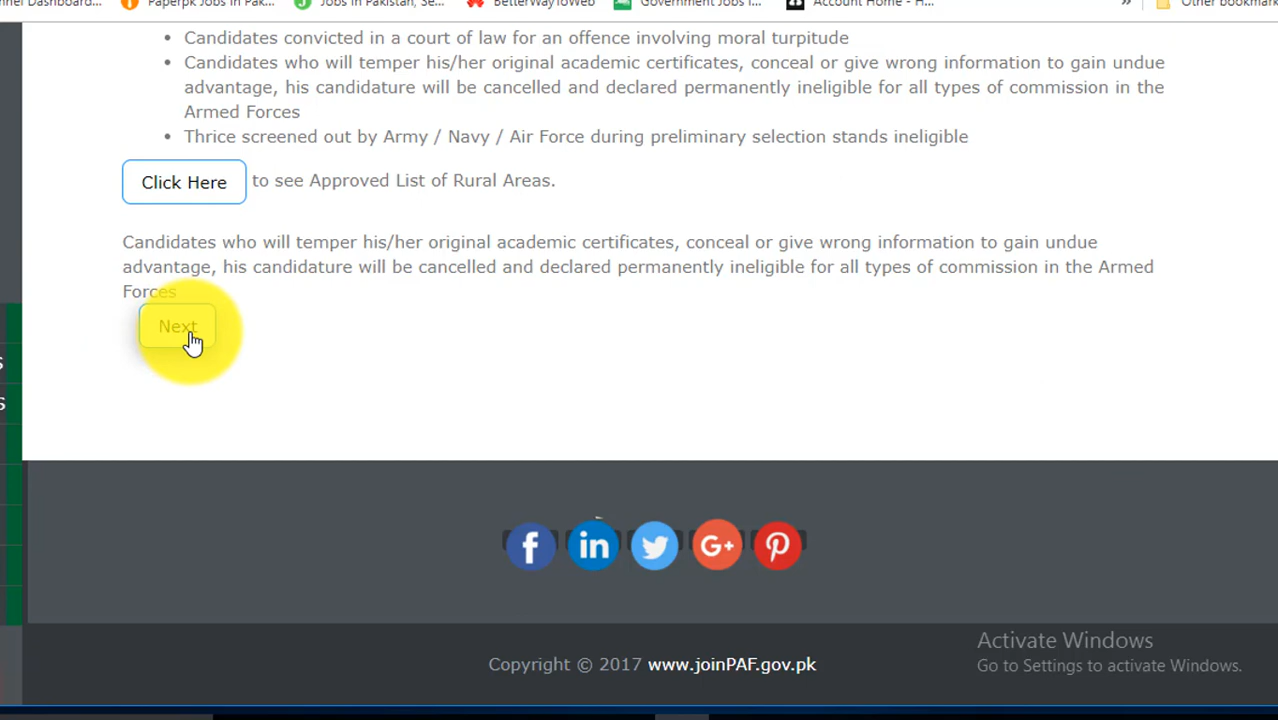 Paperpk Jobs in Pak...
Jobs in Pakistan, Se...
BetterWayToWeb
Government Jobs I...
Account Home - H...
»
Other bookmark
Candidates convicted in a court of law for an offence involving moral turpitude
Candidates who will temper his/her original academic certificates, conceal or give wrong information to gain undue
advantage, his candidature will be cancelled and declared permanently ineligible for all types of commission in the
Armed Forces
Thrice screened out by Army / Navy / Air Force during preliminary selection stands ineligible
Click Here to see Approved List of Rural Areas.
Candidates who will temper his/her original academic certificates, conceal or give wrong information to gain undue
advantage, his candidature will be cancelled and declared permanently ineligible for all types of commission in the Armed
Forces
Next
f in G+
Copyright © 2017 www.joinPAF.gov.pk
Activate Windows
Go to Settings to activate Windows.